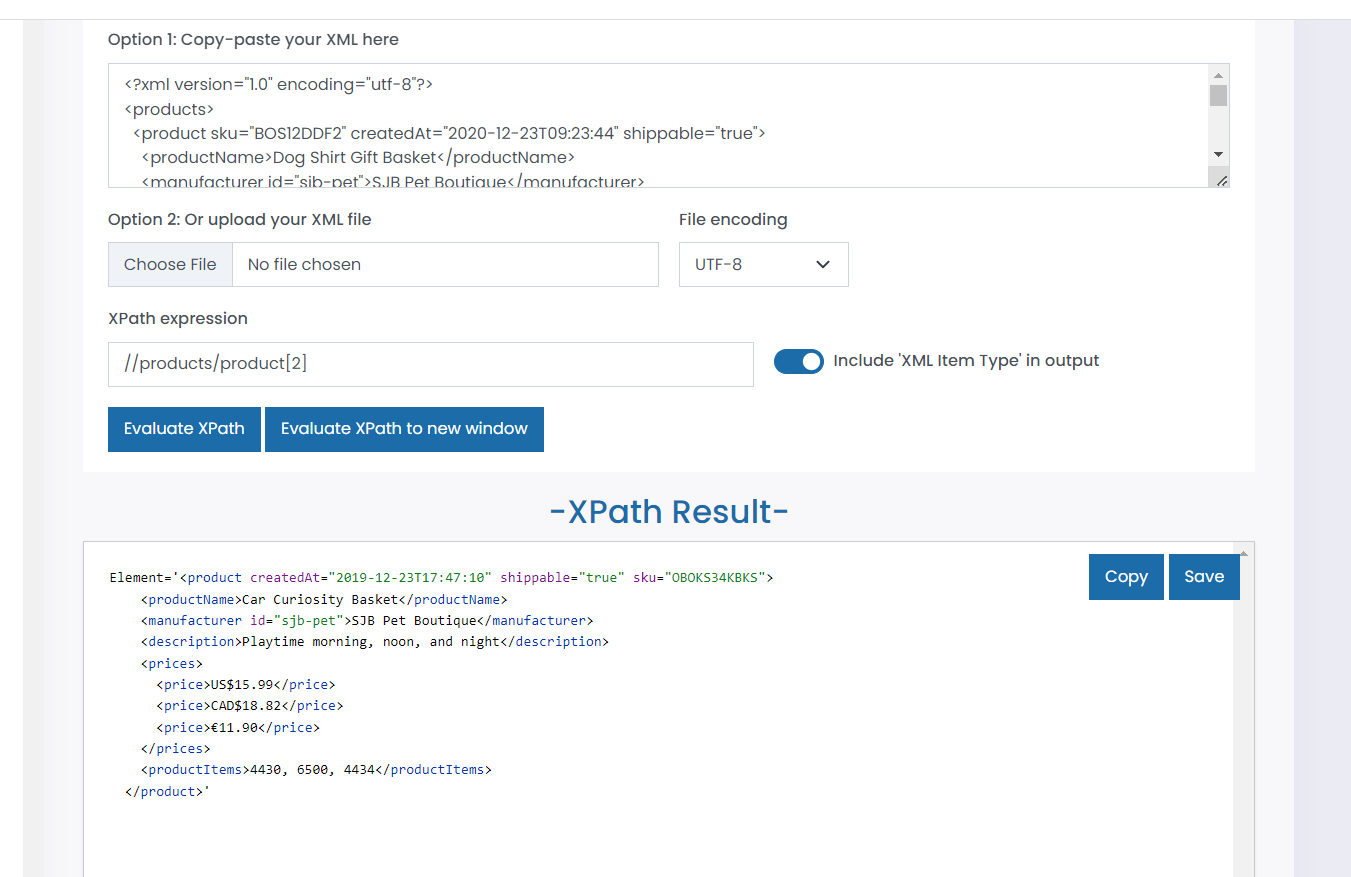 Option 1: Copy-paste your XML here
<?xml version="1.0" encoding="utf-8"?>
<products>
<product sku="BOS12DDF2" createdAt="2020-12-23T09:23:44" shippable="true">
<productName>Dog Shirt Gift Basket</productName>
<manufacturer id="sjb-pet">SJB Pet Boutique</manufacturer>
Option 2: Or upload your XML file
File encoding
Choose File No file chosen
UTF-8
XPath expression
//products/product[2]
Include 'XML Item Type' in output
Evaluate XPath
Evaluate XPath to new window
-XPath Result-
Copy
Save
Element='<product createdAt="2019-12-23T17:47:10" shippable="true" sku="OBOKS34KBKS">
<productName>Car Curiosity Basket</productName>
<manufacturer id="sjb-pet">SJB Pet Boutique</manufacturer>
<description>Playtime morning, noon, and night</description>
<prices>
<price>US$15.99</price>
<price>CAD$18.82</price>
<price>€11.90</price>
</prices>
<productItems>4430, 6500, 4434</productItems>
</product>'